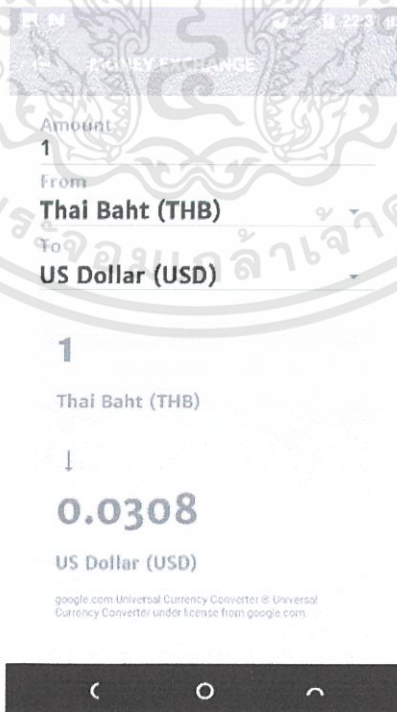 MONEY EXCHANGE
Amount
1
From
Thai Baht (THB)
To
US Dollar (USD)
1
Thai Baht (THB)
↓
0.0308
US Dollar (USD)
google.com Universal Currency Converter ® Universal
Currency Converter under license from google.com.